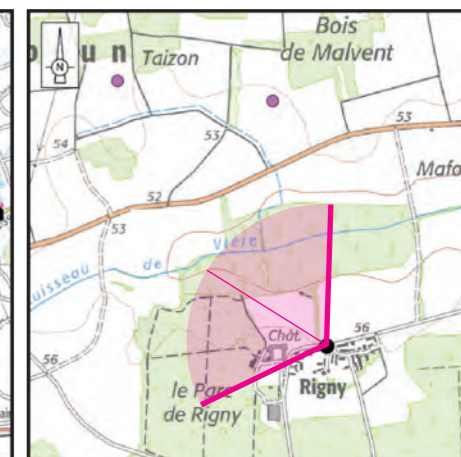 N
Bois
de Malvent
u n
Taizon
53
53
54
Mafo
52
53
uisseau de Vière
56
Chât.
56
le Parc
de Rigny
Rigny